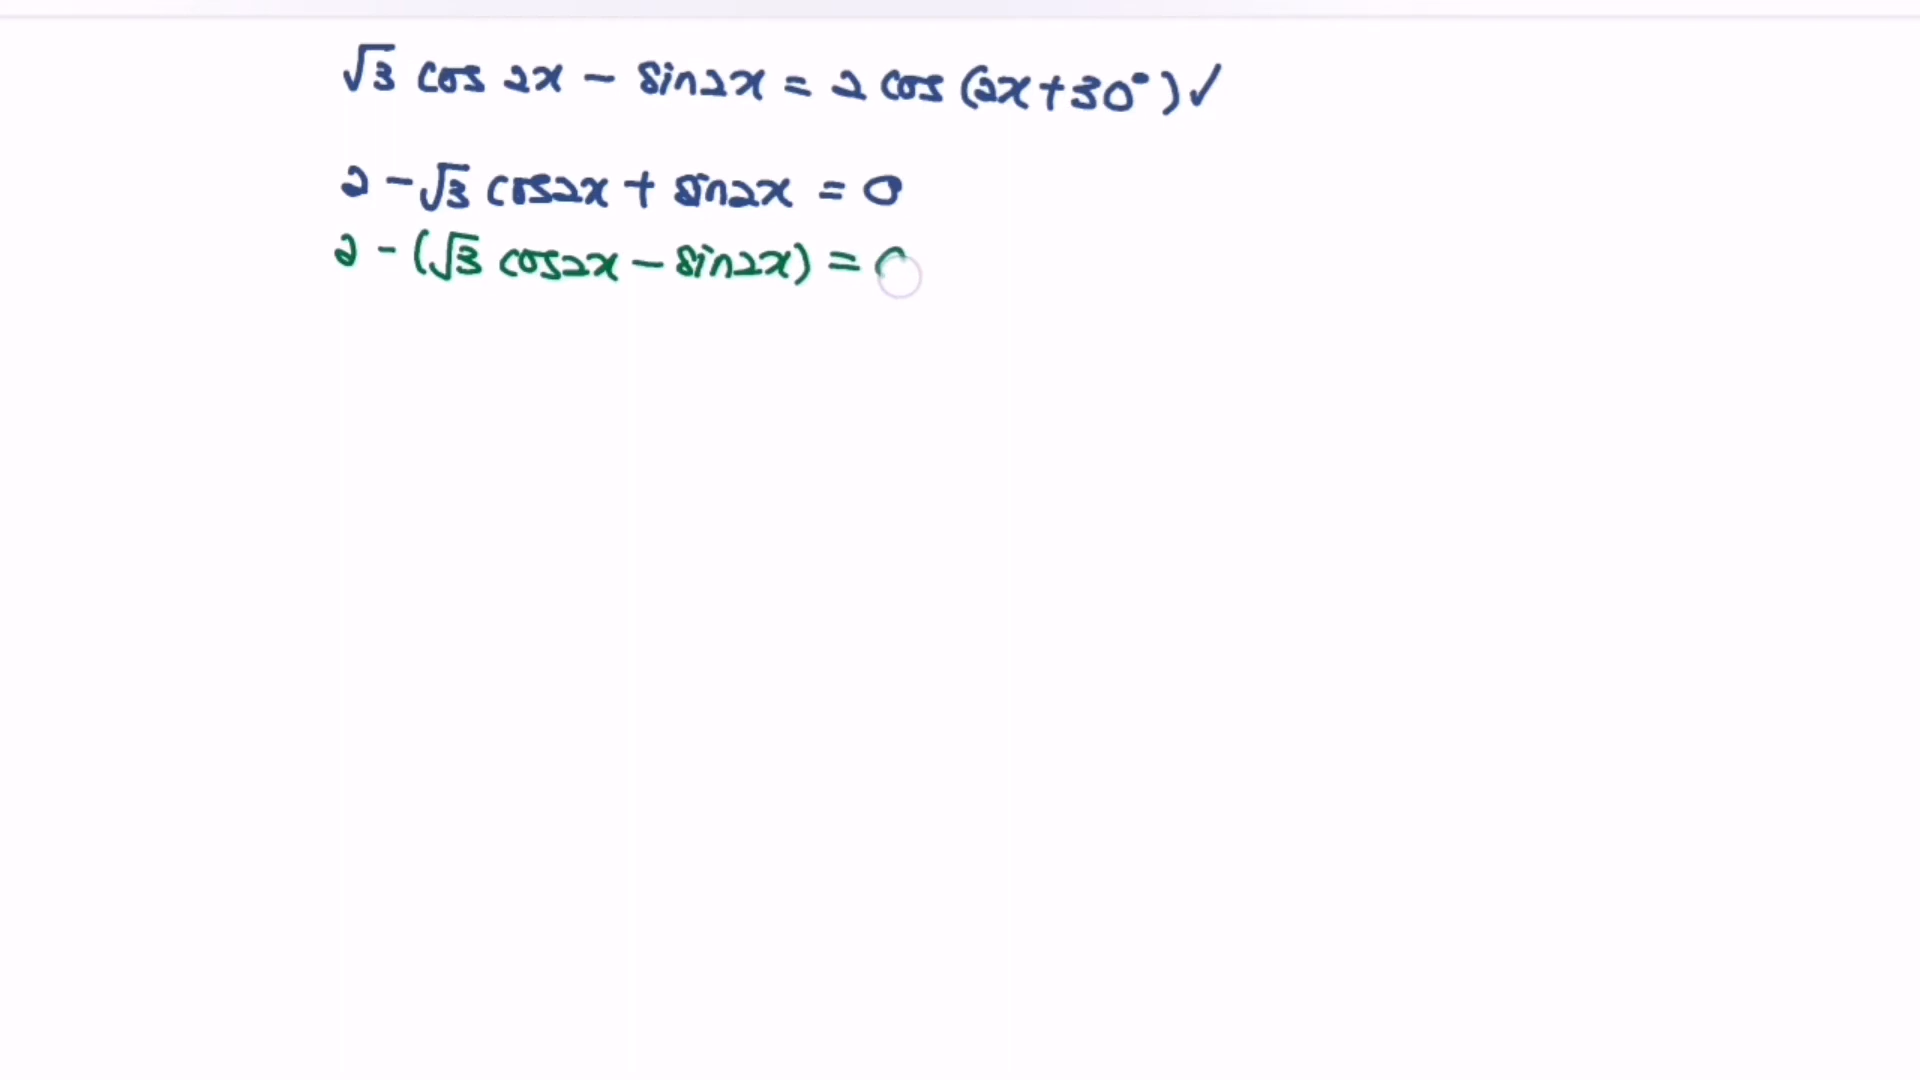 √3 cos 2x − sin2x = 2 cos (2x+30°) ✓
2 − √3 cos2x + sin2x = 0
2 − (√3 cos2x − sin2x) =